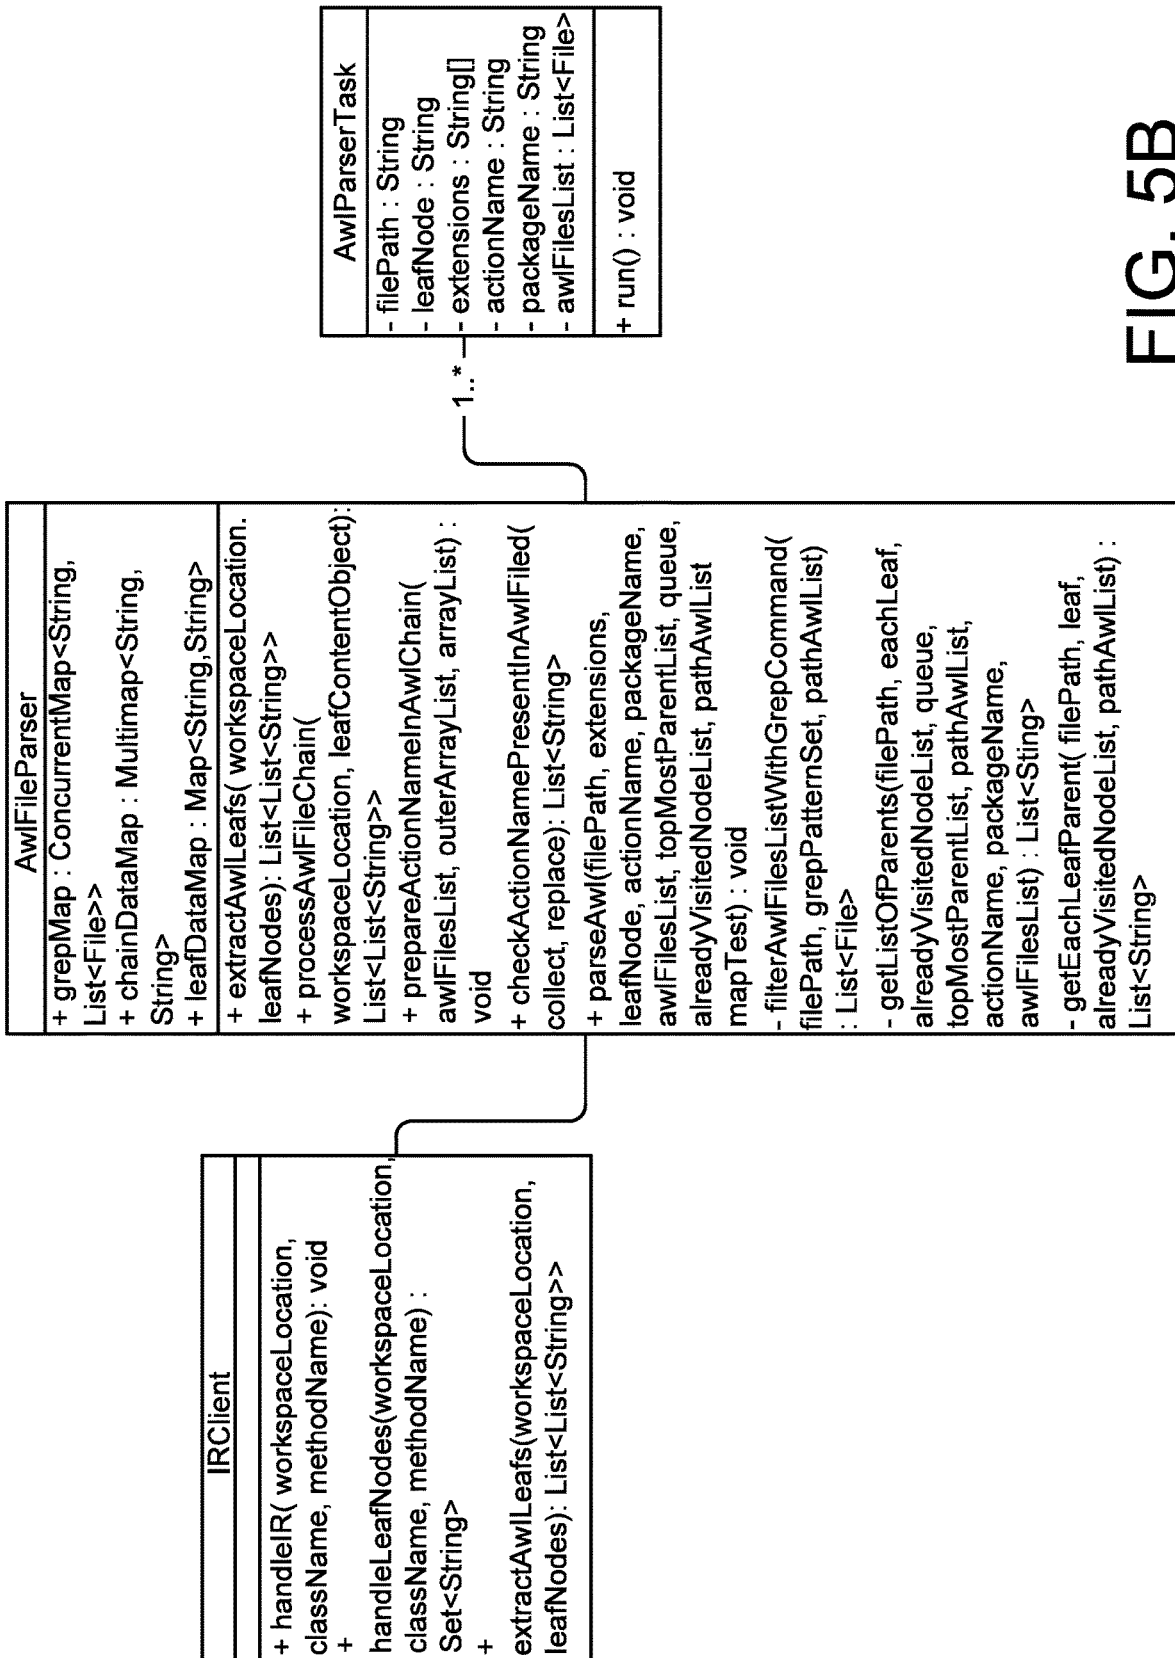 IRClient
+ handleIR( workspaceLocation,
className, methodName): void
+
handleLeafNodes(workspaceLocation,
className, methodName) :
Set<String>
+
extractAwlLeafs(workspaceLocation,
leafNodes): List<List<String>>
AwlFileParser
+ grepMap : ConcurrentMap<String,
List<File>>
+ chainDataMap : Multimap<String,
String>
+ leafDataMap : Map<String,String>
+ extractAwlLeafs( workspaceLocation.
leafNodes): List<List<String>>
+ processAwlFileChain(
workspaceLocation, leafContentObject):
List<List<String>>
+ prepareActionNameInAwlChain(
awlFilesList, outerArrayList, arrayList) :
void
+ checkActionNamePresentInAwlFiled(
collect, replace): List<String>
+ parseAwl(filePath, extensions,
leafNode, actionName, packageName,
awlFilesList, topMostParentList, queue,
alreadyVisitedNodeList, pathAwlList
mapTest) : void
- filterAwlFilesListWithGrepCommand(
filePath, grepPatternSet, pathAwlList)
: List<File>
- getListOfParents(filePath, eachLeaf,
alreadyVisitedNodeList, queue,
topMostParentList, pathAwlList,
actionName, packageName,
awlFilesList) : List<Sting>
- getEachLeafParent( filePath, leaf,
alreadyVisitedNodeList, pathAwlList) :
List<String>
1..*
AwlParserTask
- filePath : String
- leafNode : String
- extensions : String[]
- actionName : String
- packageName : String
- awlFilesList : List<File>
+ run() : void
FIG. 5B